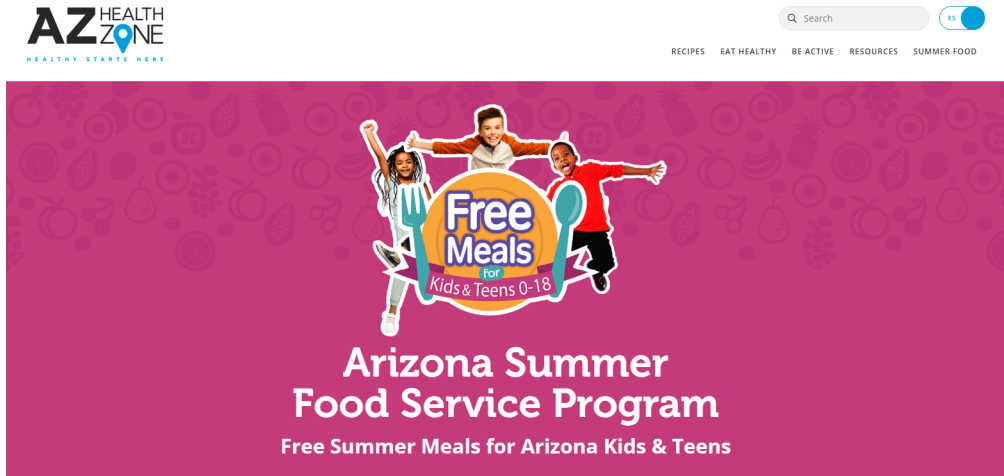 AZ HEALTH ZONE
HEALTHY STARTS HERE
Search
ES
RECIPES EAT HEALTHY BE ACTIVE RESOURCES SUMMER FOOD
Free
Meals
for
Kids & Teens 0-18
Arizona Summer
Food Service Program
Free Summer Meals for Arizona Kids & Teens